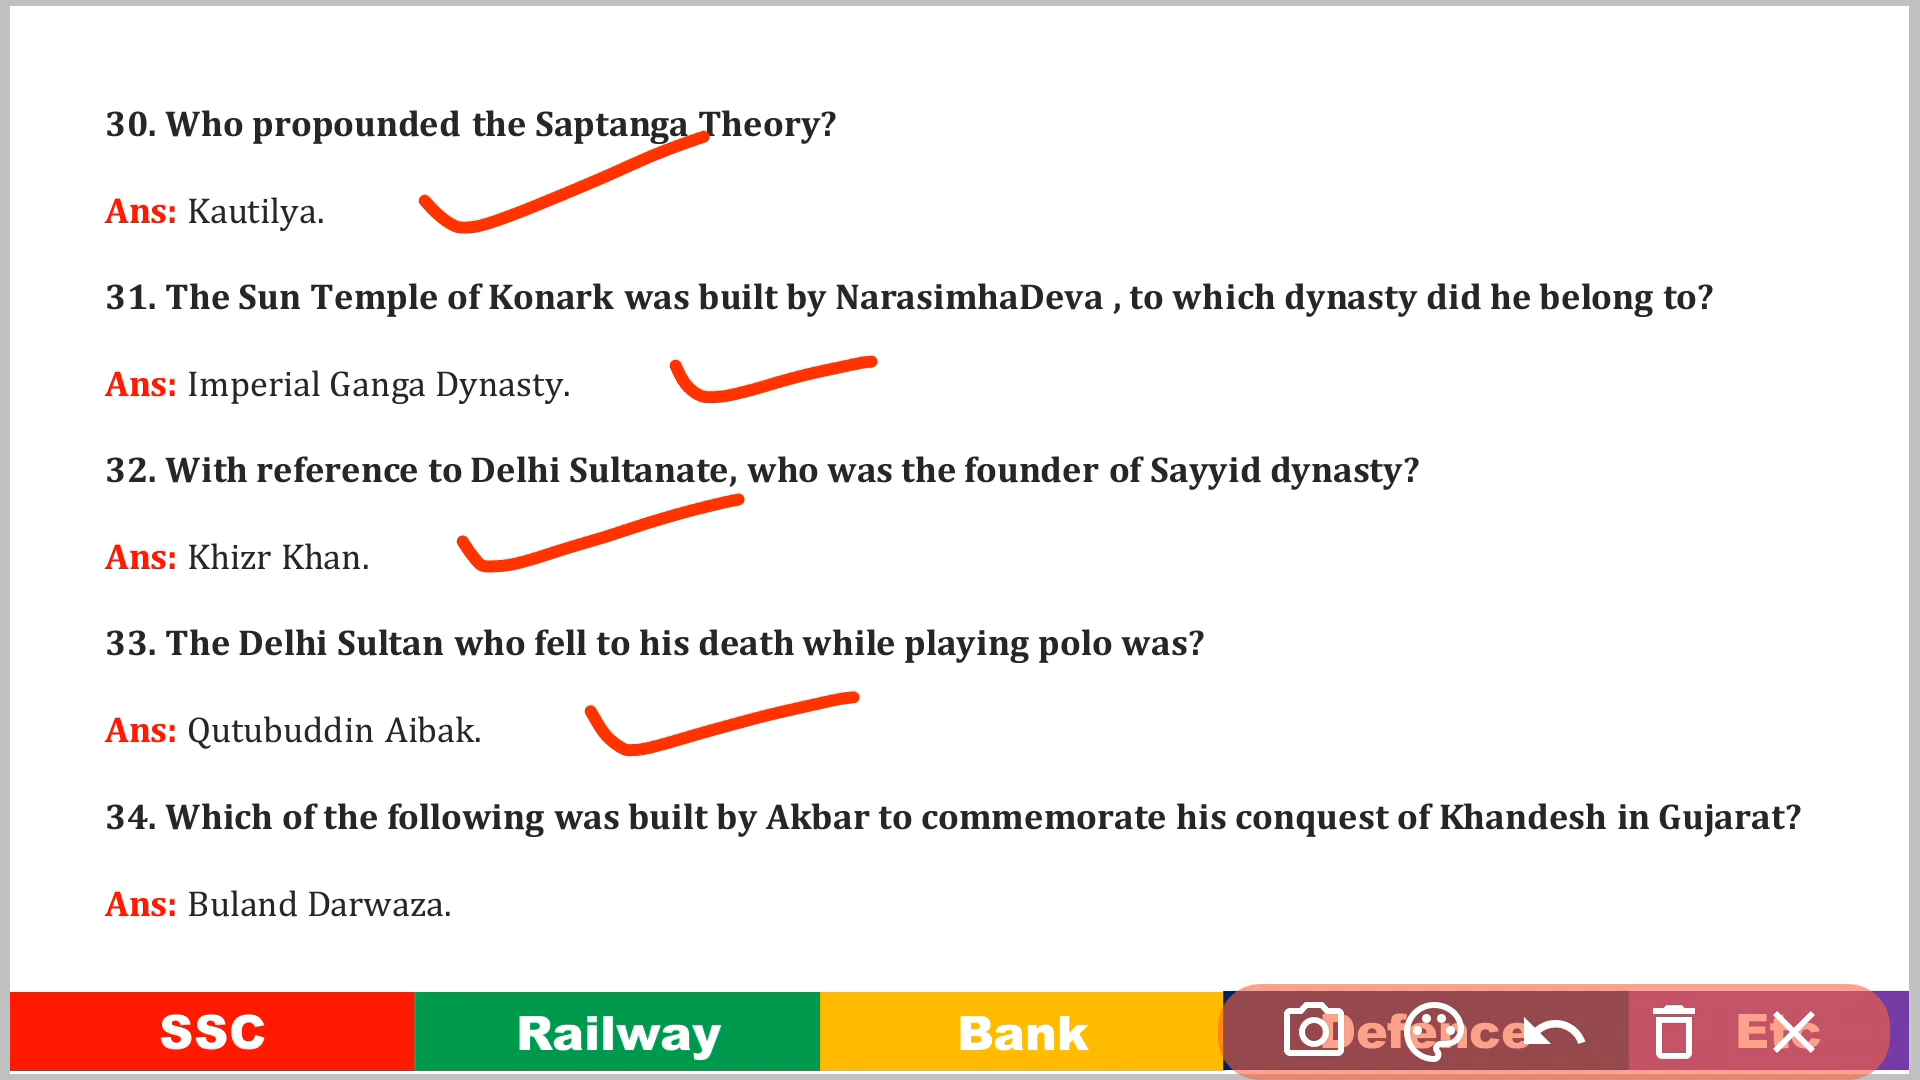 30. Who propounded the Saptanga Theory?
Ans: Kautilya.
31. The Sun Temple of Konark was built by NarasimhaDeva , to which dynasty did he belong to?
Ans: Imperial Ganga Dynasty.
32. With reference to Delhi Sultanate, who was the founder of Sayyid dynasty?
Ans: Khizr Khan.
33. The Delhi Sultan who fell to his death while playing polo was?
Ans: Qutubuddin Aibak.
34. Which of the following was built by Akbar to commemorate his conquest of Khandesh in Gujarat?
Ans: Buland Darwaza.
SSC Railway Bank Defence Etc